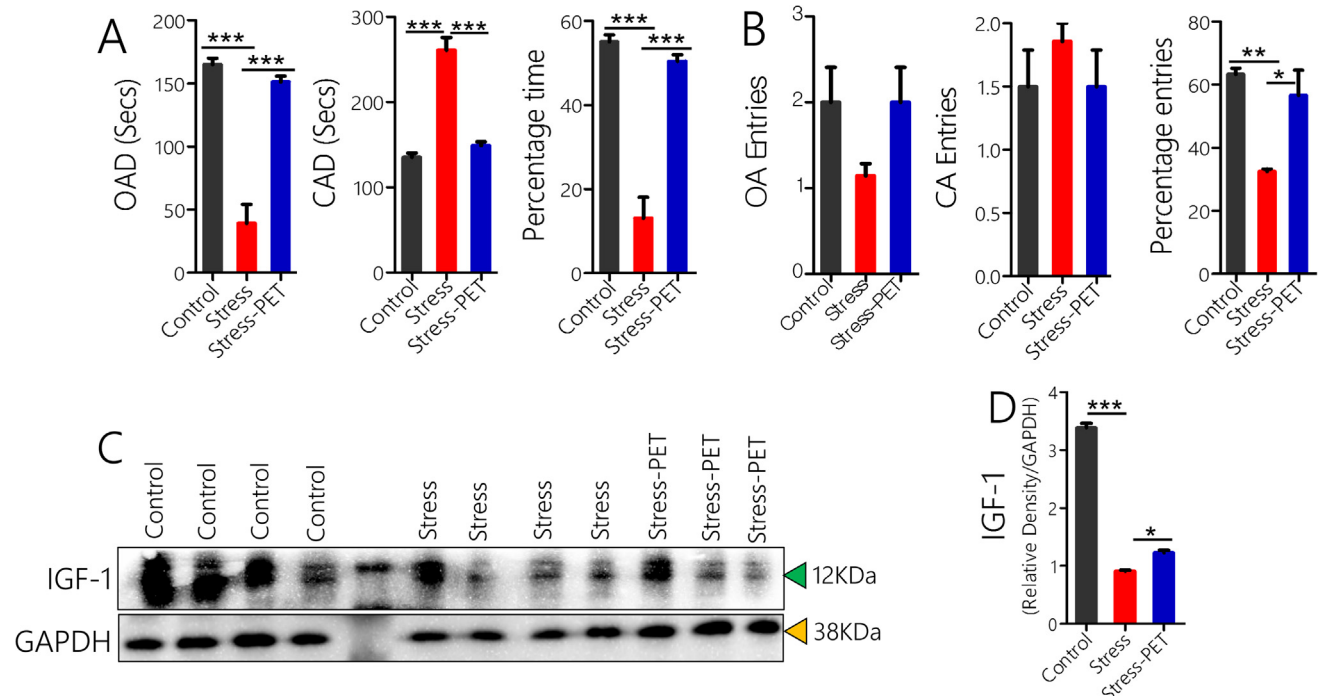 A
OAD (Secs)
200
150
100
50
0
***
***
Control
Stress
Stress-PET
CAD (Secs)
300
200
100
0
***
***
Control
Stress
Stress-PET
Percentage time
60
40
20
0
***
***
Control
Stress
Stress-PET
B
OA Entries
3
2
1
0
Control
Stress
Stress-PET
CA Entries
2.0
1.5
1.0
0.5
0.0
Control
Stress
Stress-PET
Percentage entries
80
60
40
20
0
**
*
Control
Stress
Stress-PET
C
Control
Control
Control
Control
Stress
Stress
Stress
Stress
Stress-PET
Stress-PET
Stress-PET
IGF-1
12KDa
GAPDH
38KDa
D
IGF-1
(Relative Density/GAPDH)
4
3
2
1
0
***
*
Control
Stress
Stress-PET